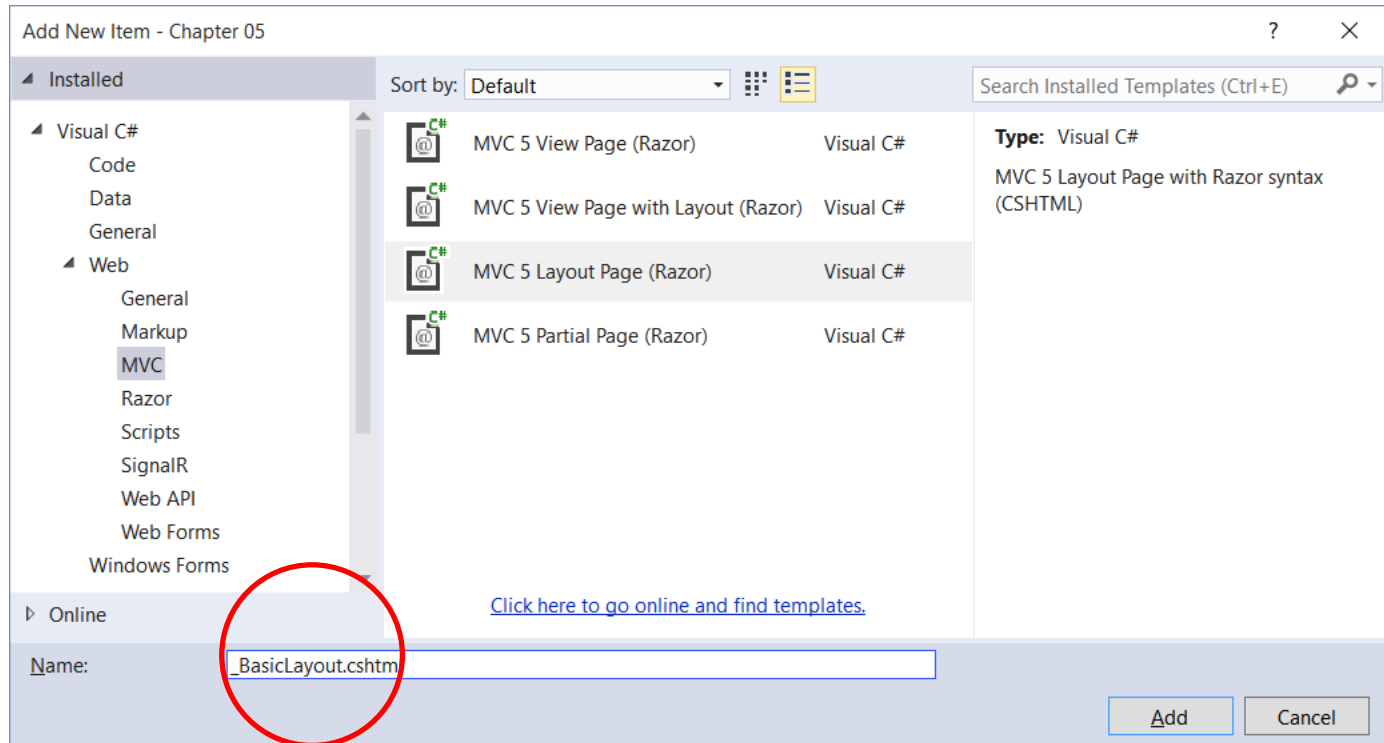 Add New Item - Chapter 05
?
Installed
Sort by: Default
Search Installed Templates (Ctrl+E)
Visual C#
Code
Data
General
Web
General
Markup
MVC
Razor
Scripts
SignalR
Web API
Web Forms
Windows Forms
Online
C#
@
MVC 5 View Page (Razor) Visual C#
C#
@
MVC 5 View Page with Layout (Razor) Visual C#
C#
@
MVC 5 Layout Page (Razor) Visual C#
C#
@
MVC 5 Partial Page (Razor) Visual C#
Click here to go online and find templates.
Type: Visual C#
MVC 5 Layout Page with Razor syntax
(CSHTML)
Name: _BasicLayout.cshtm
Add Cancel